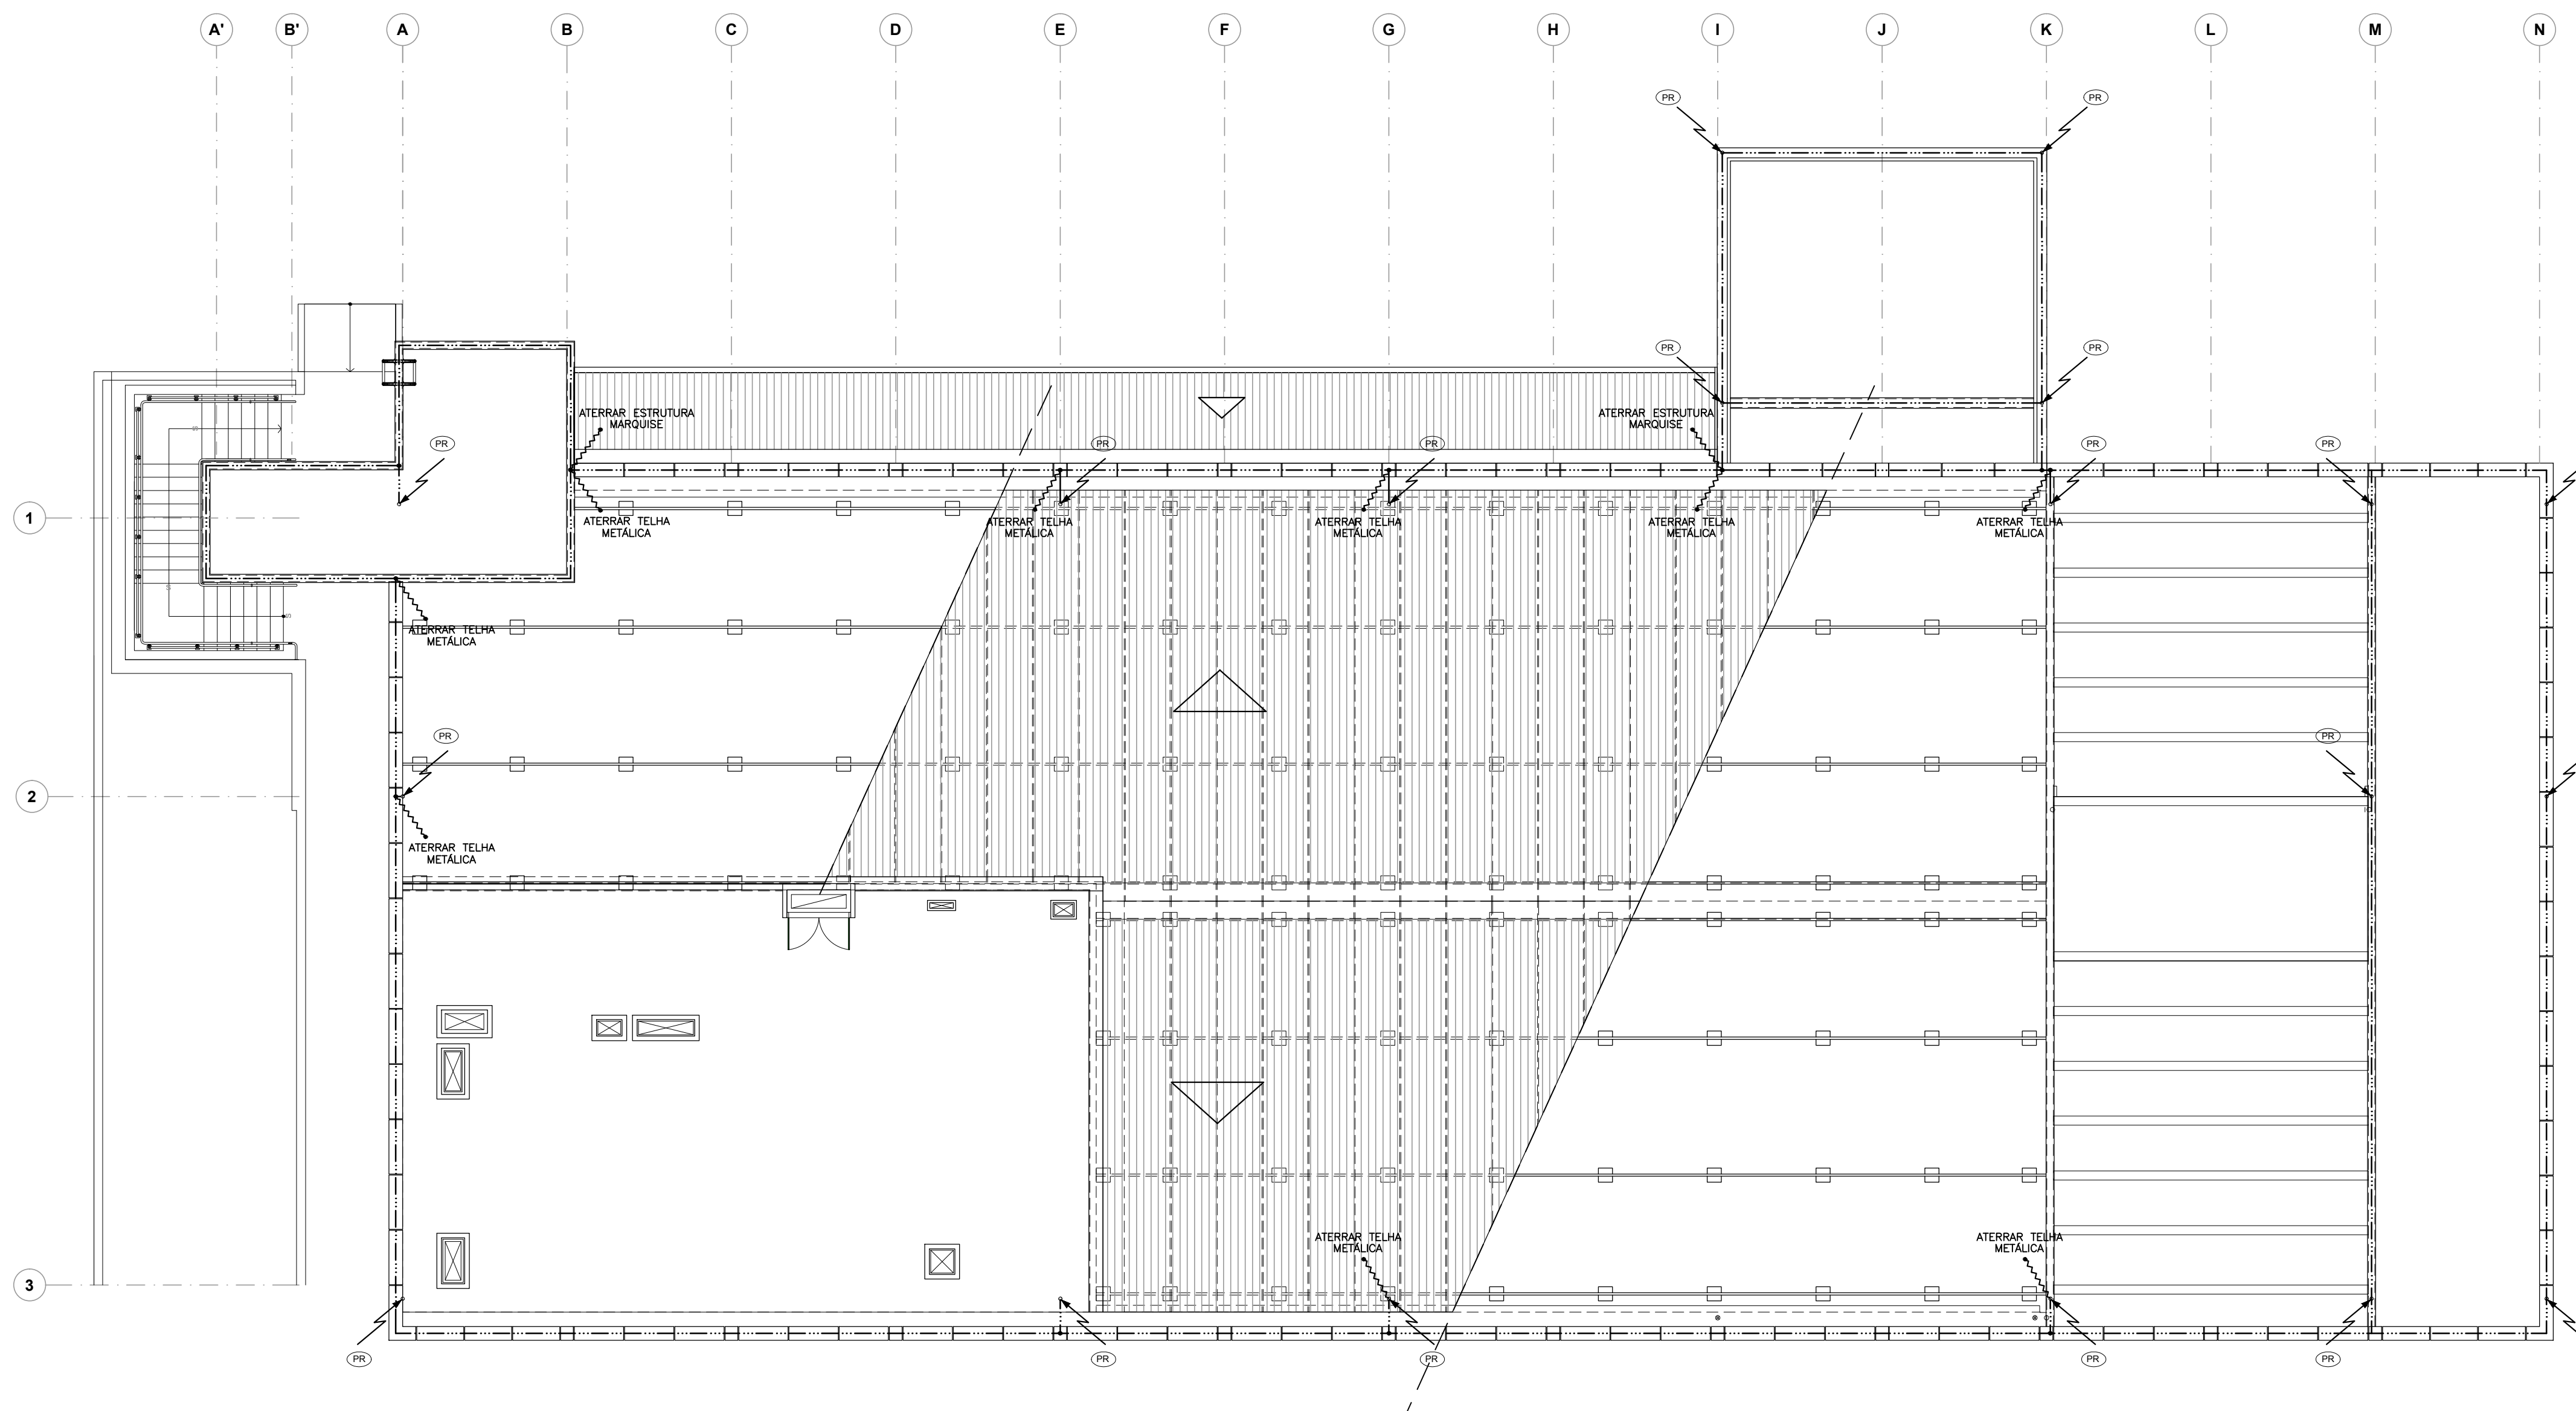 A' B' A B C D E F G H I J K L M N
PR PR
PR PR
ATERRAR ESTRUTURA
MARQUISE
ATERRAR ESTRUTURA
MARQUISE
PR PR PR PR PR
1
ATERRAR TELHA
METÁLICA
ATERRAR TELHA
METÁLICA
ATERRAR TELHA
METÁLICA
ATERRAR TELHA
METÁLICA
ATERRAR TELHA
METÁLICA
ATERRAR TELHA
METÁLICA
PR PR
2
ATERRAR TELHA
METÁLICA
ATERRAR TELHA
METÁLICA
ATERRAR TELHA
METÁLICA
3
PR PR PR PR PR